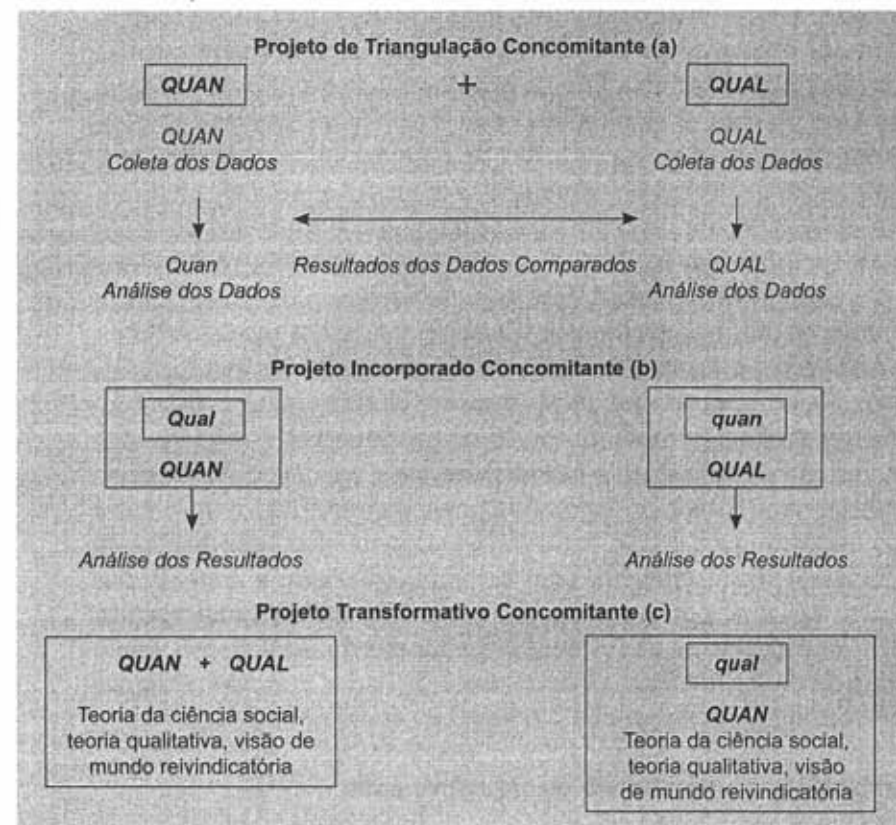 Projeto de Triangulação Concomitante (a)
QUAN + QUAL
QUAN QUAL
Coleta dos Dados Coleta dos Dados
Quan Resultados dos Dados Comparados QUAL
Análise dos Dados Análise dos Dados
Projeto Incorporado Concomitante (b)
Qual quan
QUAN QUAL
Análise dos Resultados Análise dos Resultados
Projeto Transformativo Concomitante (c)
QUAN + QUAL
Teoria da ciência social,
teoria qualitativa, visão de
mundo reivindicatória
qual
QUAN
Teoria da ciência social,
teoria qualitativa, visão
de mundo reivindicatória